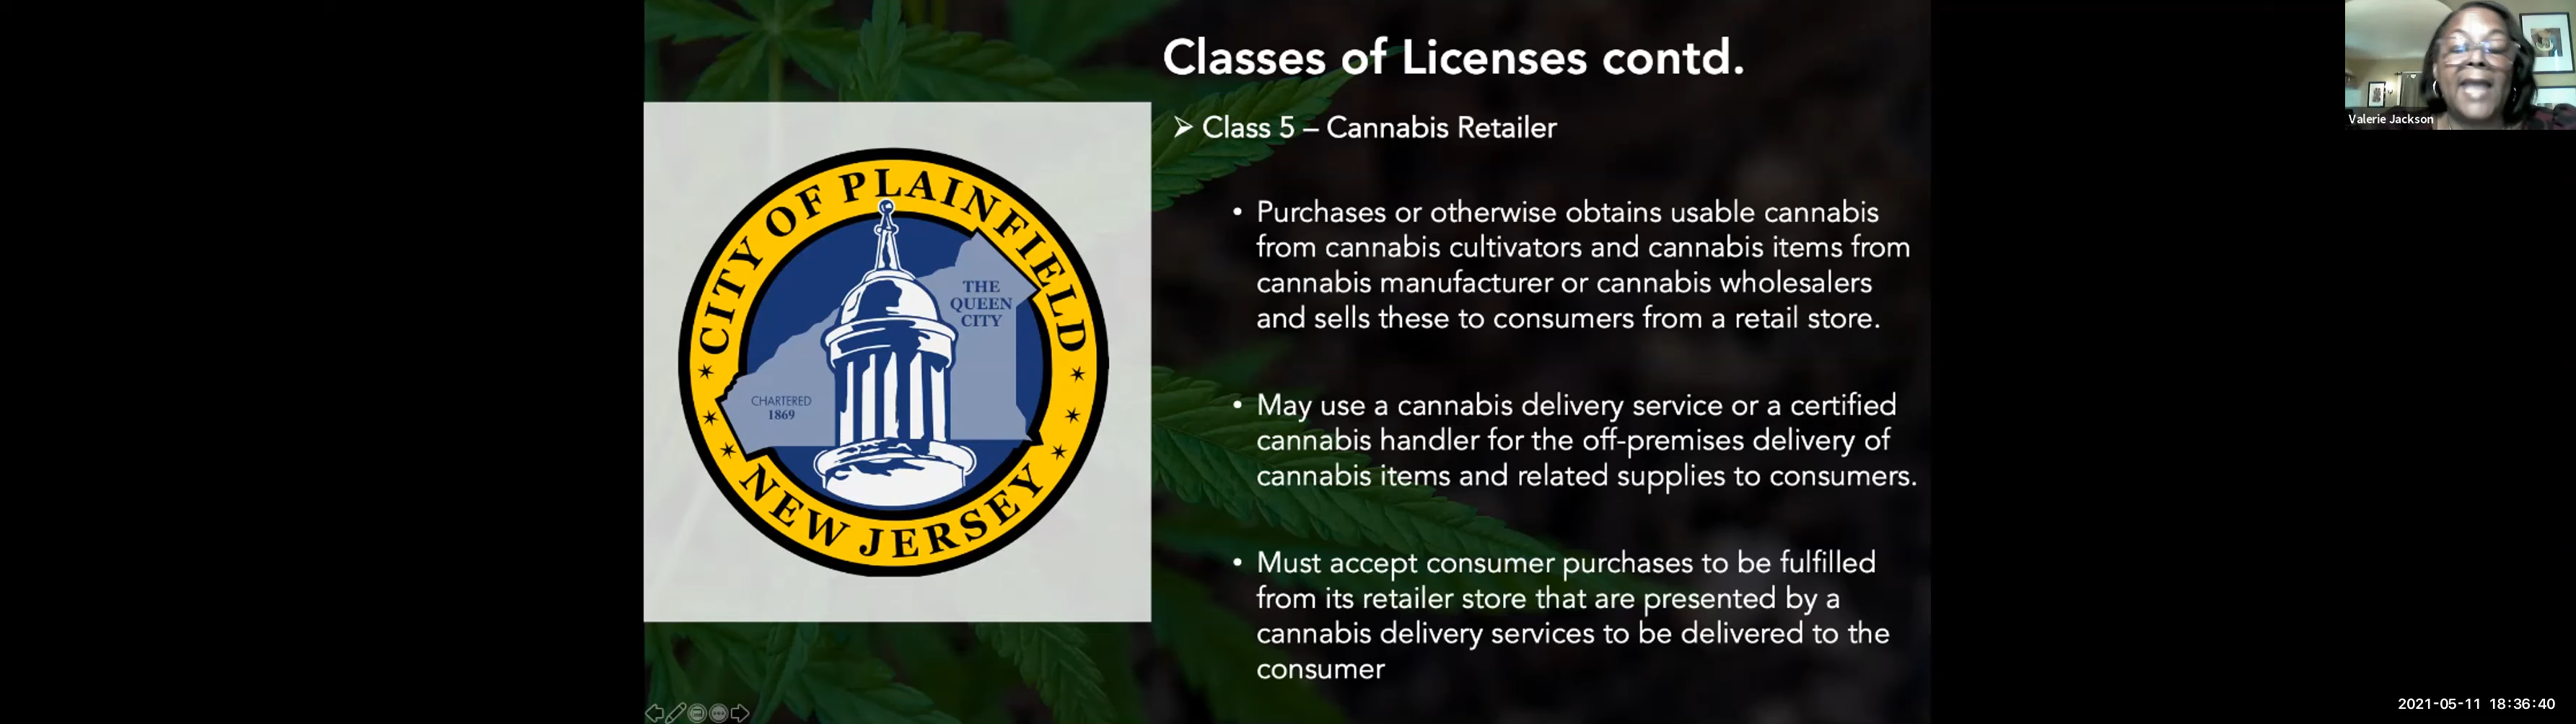 Classes of Licenses contd.
➢ Class 5 – Cannabis Retailer
• Purchases or otherwise obtains usable cannabis
from cannabis cultivators and cannabis items from
cannabis manufacturer or cannabis wholesalers
and sells these to consumers from a retail store.
• May use a cannabis delivery service or a certified
cannabis handler for the off-premises delivery of
cannabis items and related supplies to consumers.
• Must accept consumer purchases to be fulfilled
from its retailer store that are presented by a
cannabis delivery services to be delivered to the
consumer
CITY OF PLAINFIELD
THE
QUEEN
CITY
CHARTERED
1869
NEW JERSEY
Valerie Jackson
2021-05-11 18:36:40